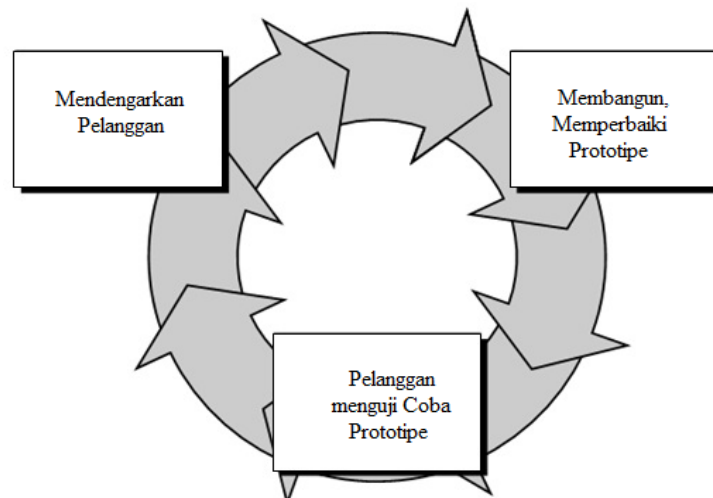 Mendengarkan
Pelanggan
Membangun,
Memperbaiki
Prototipe
Pelanggan
menguji Coba
Prototipe